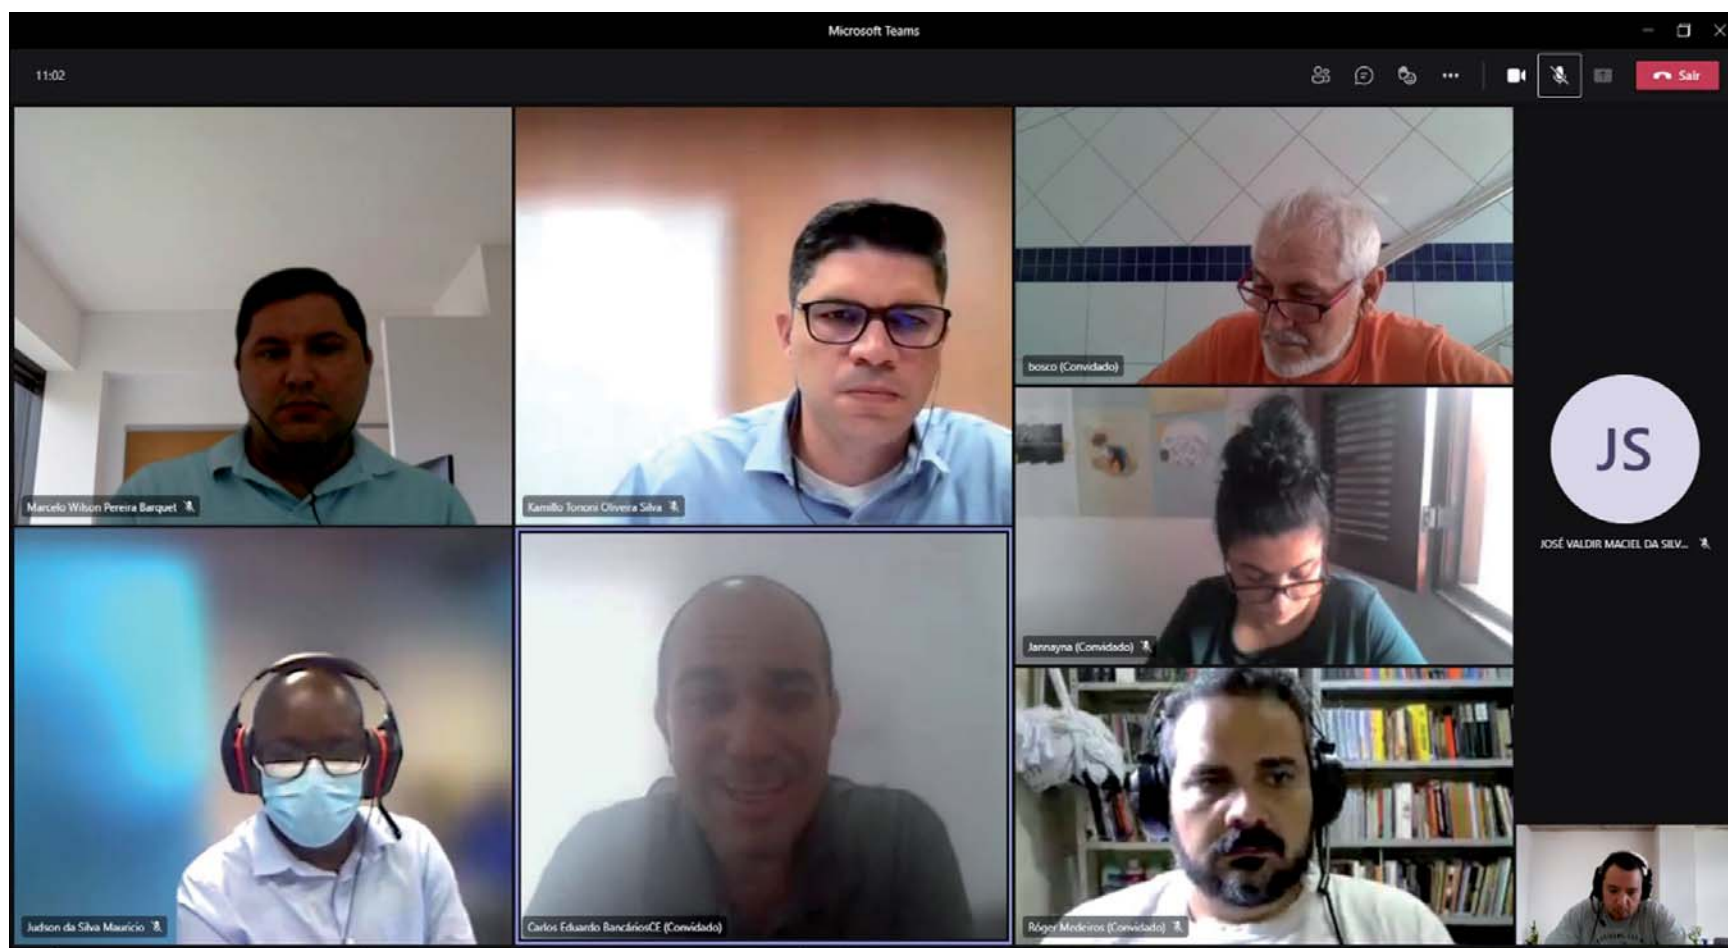 Microsoft Teams
11:02
Sair
Marcelo Wilson Pereira Barquet
Kamillo Tononi Oliveira Silva
bosco (Convidado)
Jannayna (Convidado)
JS
JOSÉ VALDIR MACIEL DA SILV...
Judson da Silva Mauricio
Carlos Eduardo BancáriosCE (Convidado)
Róger Medeiros (Convidado)